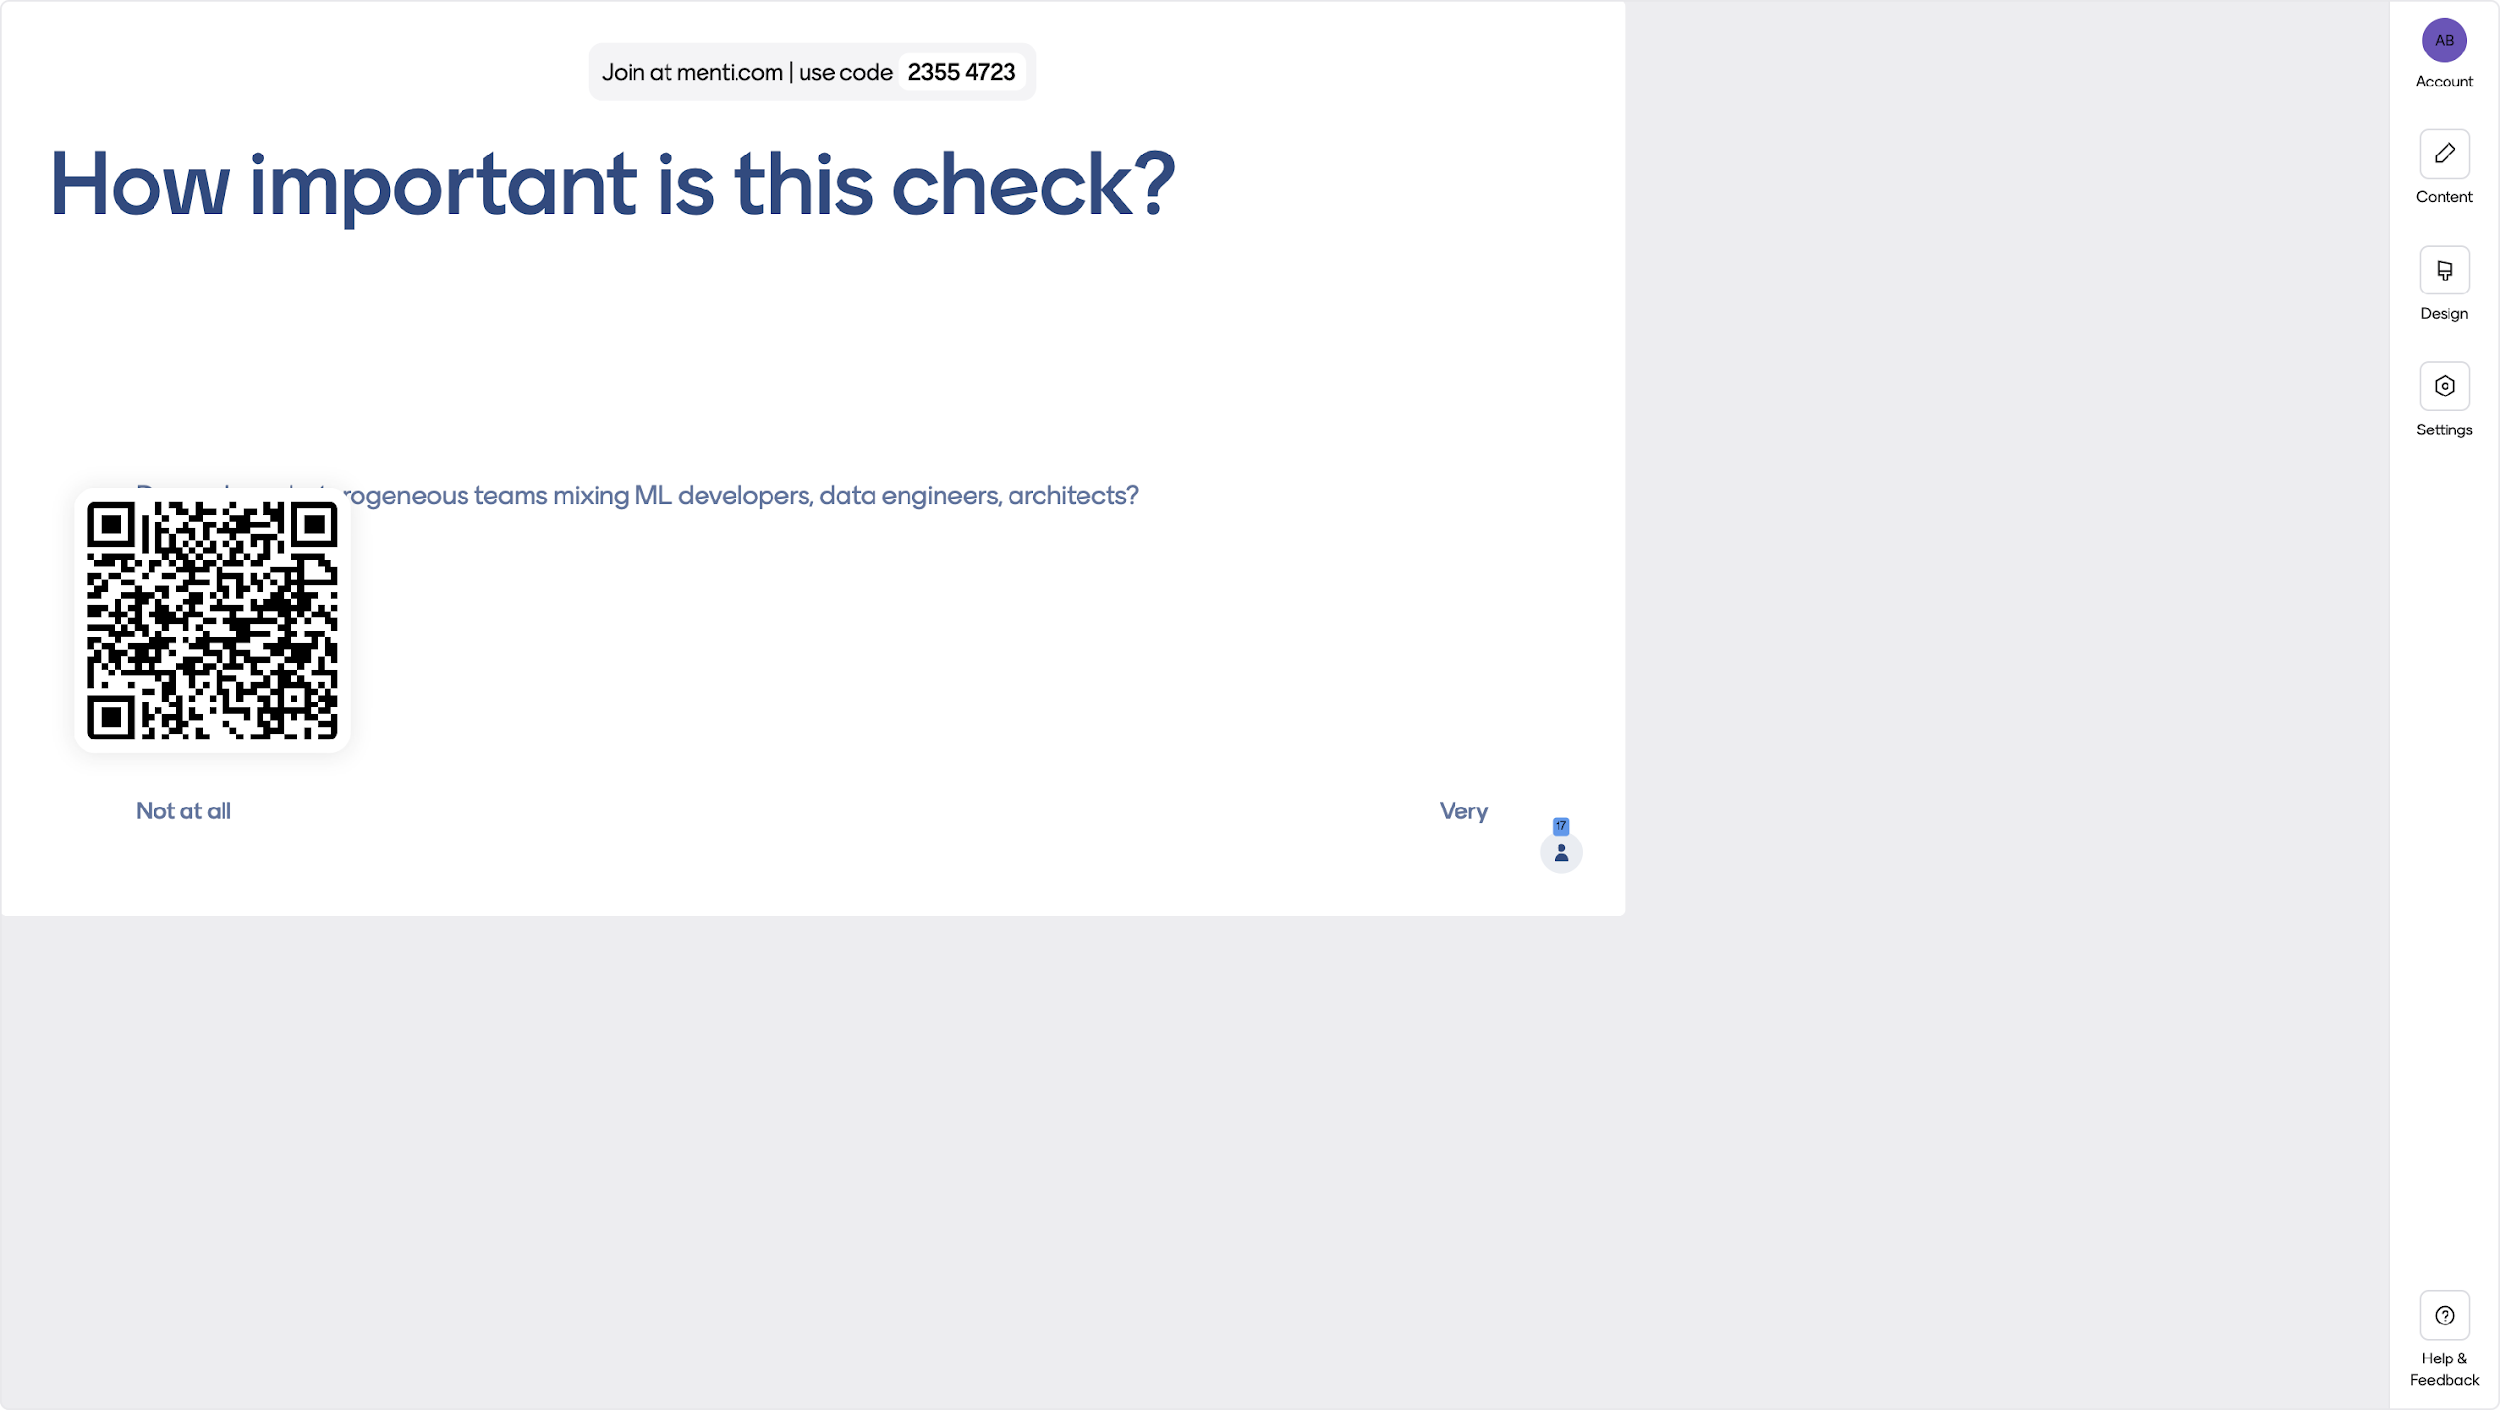 Join at menti.com | use code 2355 4723
How important is this check?
rogeneous teams mixing ML developers, data engineers, architects?
Not at all
Very
17
AB
Account
Content
Design
Settings
Help &
Feedback